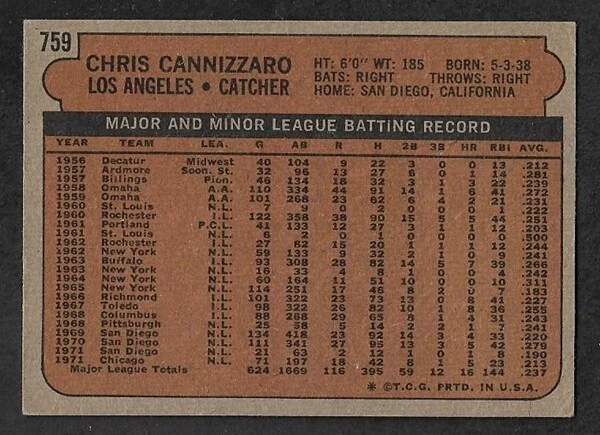 759
CHRIS CANNIZZARO
LOS ANGELES • CATCHER
HT: 6'0" WT: 185 BORN: 5-3-38
BATS: RIGHT THROWS: RIGHT
HOME: SAN DIEGO, CALIFORNIA
MAJOR AND MINOR LEAGUE BATTING RECORD
YEAR TEAM LEA. G AB R H 2B 3B HR RBI AVG.
1956 Decatur Midwest 40 104 9 22 3 0 0 13 .212
1957 Ardmore Soon. St. 32 96 13 27 6 0 1 14 .281
1957 Billings Pion. 46 134 18 32 3 1 3 22 .239
1958 Omaha A.A. 110 334 44 91 14 1 6 41 .272
1959 Omaha A.A. 101 268 23 62 6 4 2 21 .231
1960 St. Louis N.L. 7 9 0 2 0 0 0 1 .222
1960 Rochester I.L. 122 358 38 90 15 5 5 44 .251
1961 Portland P.C.L. 41 133 12 27 3 1 1 12 .203
1961 St. Louis N.L. 6 2 0 1 0 0 0 0 .500
1962 Rochester I.L. 27 82 15 20 1 1 1 12 .244
1962 New York N.L. 59 133 9 32 2 1 0 9 .241
1963 Buffalo I.L. 93 308 28 82 14 5 7 39 .266
1963 New York N.L. 16 33 4 8 1 0 0 4 .242
1964 New York N.L. 60 164 11 51 10 0 0 10 .311
1965 New York N.L. 114 251 17 46 8 2 0 7 .183
1966 Richmond I.L. 101 322 23 73 13 0 8 41 .227
1967 Toledo I.L. 98 322 26 82 10 1 8 36 .255
1968 Columbus I.L. 88 268 29 65 8 1 4 31 .243
1968 Pittsburgh N.L. 25 58 5 14 2 2 1 7 .241
1969 San Diego N.L. 134 418 23 92 14 3 4 33 .220
1970 San Diego N.L. 111 341 27 95 13 3 5 42 .279
1971 San Diego N.L. 21 63 2 12 1 0 1 8 .190
1971 Chicago N.L. 71 197 18 42 8 1 5 23 .213
Major League Totals 624 1669 116 395 59 12 16 144 .237
* ©T.C.G. PRTD. IN U.S.A.